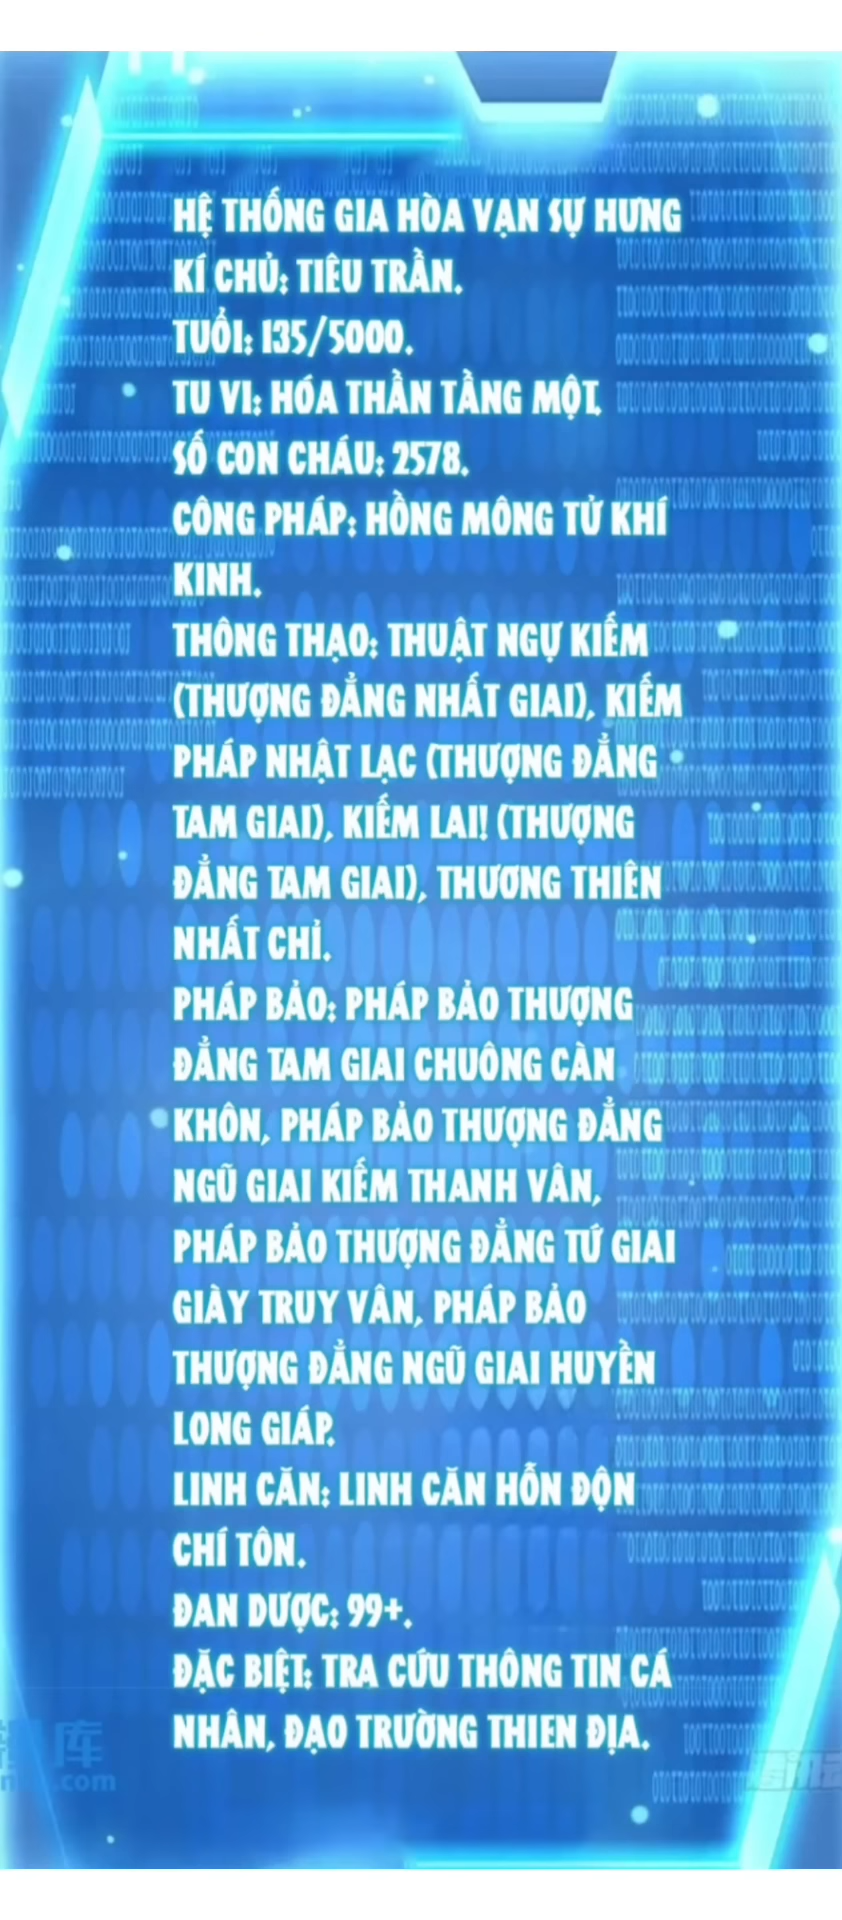 HỆ THỐNG GIA HÒA VẠN SỰ HƯNG
KÍ CHỦ: TIÊU TRẦN.
TUỔI: 135/5000.
TU VI: HÓA THẦN TẦNG MỘT.
SỐ CON CHÁU: 2578.
CÔNG PHÁP: HỒNG MÔNG TỬ KHÍ
KINH.
THÔNG THẠO: THUẬT NGỰ KIẾM
(THƯỢNG ĐẲNG NHẤT GIAI), KIẾM
PHÁP NHẬT LẠC (THƯỢNG ĐẲNG
TAM GIAI), KIẾM LAI! (THƯỢNG
ĐẲNG TAM GIAI), THƯƠNG THIÊN
NHẤT CHỈ.
PHÁP BẢO: PHÁP BẢO THƯỢNG
ĐẲNG TAM GIAI CHUÔNG CÀN
KHÔN, PHÁP BẢO THƯỢNG ĐẲNG
NGŨ GIAI KIẾM THANH VÂN,
PHÁP BẢO THƯỢNG ĐẲNG TỨ GIAI
GIÀY TRUY VÂN, PHÁP BẢO
THƯỢNG ĐẲNG NGŨ GIAI HUYỀN
LONG GIÁP.
LINH CĂN: LINH CĂN HỖN ĐỘN
CHÍ TÔN.
ĐAN DƯỢC: 99+.
ĐẶC BIỆT: TRA CỨU THÔNG TIN CÁ
NHÂN, ĐẠO TRƯỜNG THIEN ĐỊA.
库
.com